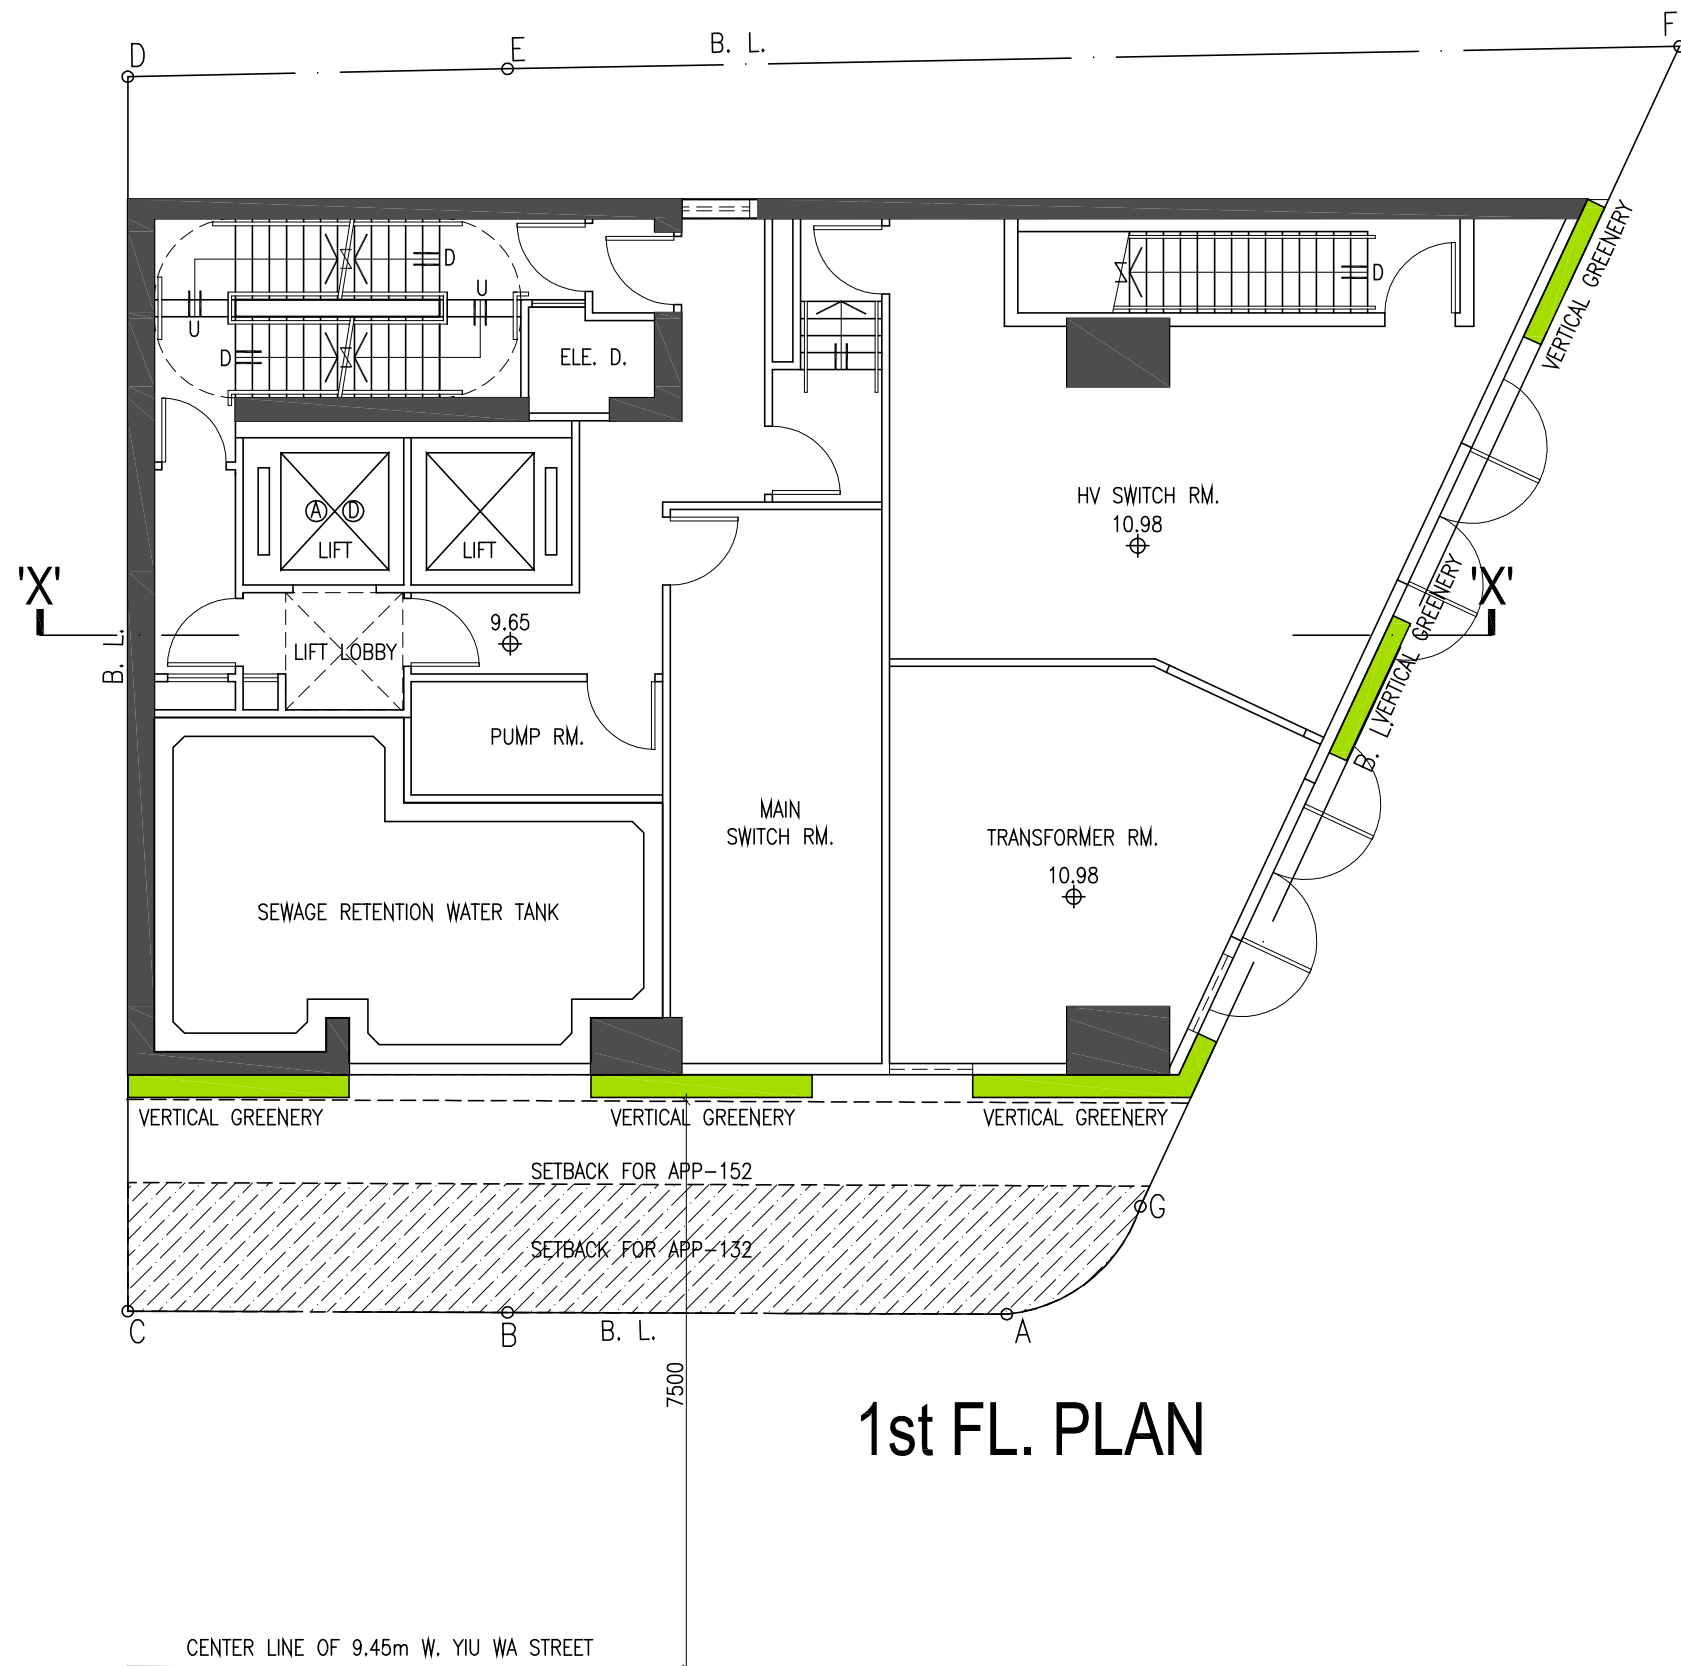 D
E
B. L.
F
VERTICAL GREENERY
D
U
U
D
D
ELE. D.
HV SWITCH RM.
10.98
A
D
LIFT
LIFT
'X'
'X'
VERTICAL GREENERY
9.65
LIFT LOBBY
B. L.
VERTICAL GREENERY
B. L.
PUMP RM.
MAIN
SWITCH RM.
TRANSFORMER RM.
10.98
SEWAGE RETENTION WATER TANK
VERTICAL GREENERY
VERTICAL GREENERY
VERTICAL GREENERY
SETBACK FOR APP-152
G
SETBACK FOR APP-132
C
B
B. L.
A
7500
1st FL. PLAN
CENTER LINE OF 9.45m W. YIU WA STREET